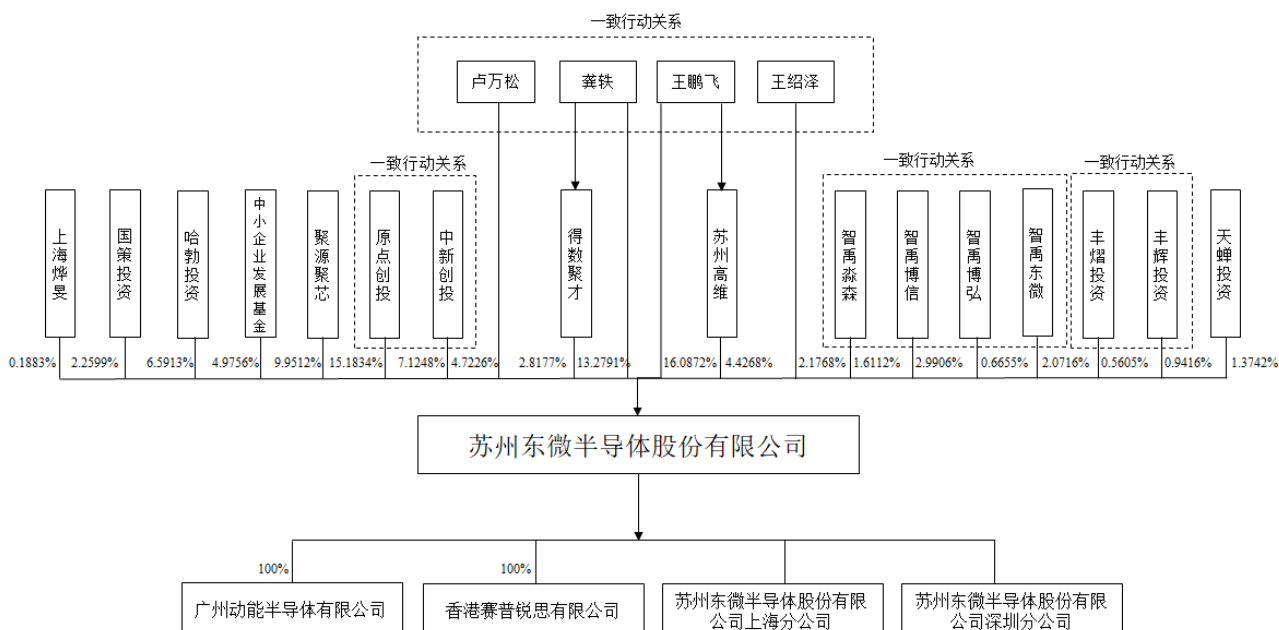 一致行动关系
卢万松
龚轶
王鹏飞
王绍泽
一致行动关系
一致行动关系
一致行动关系
上海烨旻
国策投资
哈勃投资
中小企业发展基金
聚源聚芯
原点创投
中新创投
得数聚才
苏州高维
智禹淼森
智禹博信
智禹博弘
智禹东微
丰熠投资
丰辉投资
天蝉投资
0.1883%
2.2599%
6.5913%
4.9756%
9.9512%
15.1834%
7.1248%
4.7226%
2.8177%
13.2791%
16.0872%
4.4268%
2.1768%
1.6112%
2.9906%
0.6655%
2.0716%
0.5605%
0.9416%
1.3742%
苏州东微半导体股份有限公司
100%
100%
广州动能半导体有限公司
香港赛普锐思有限公司
苏州东微半导体股份有限
公司上海分公司
苏州东微半导体股份有限
公司深圳分公司